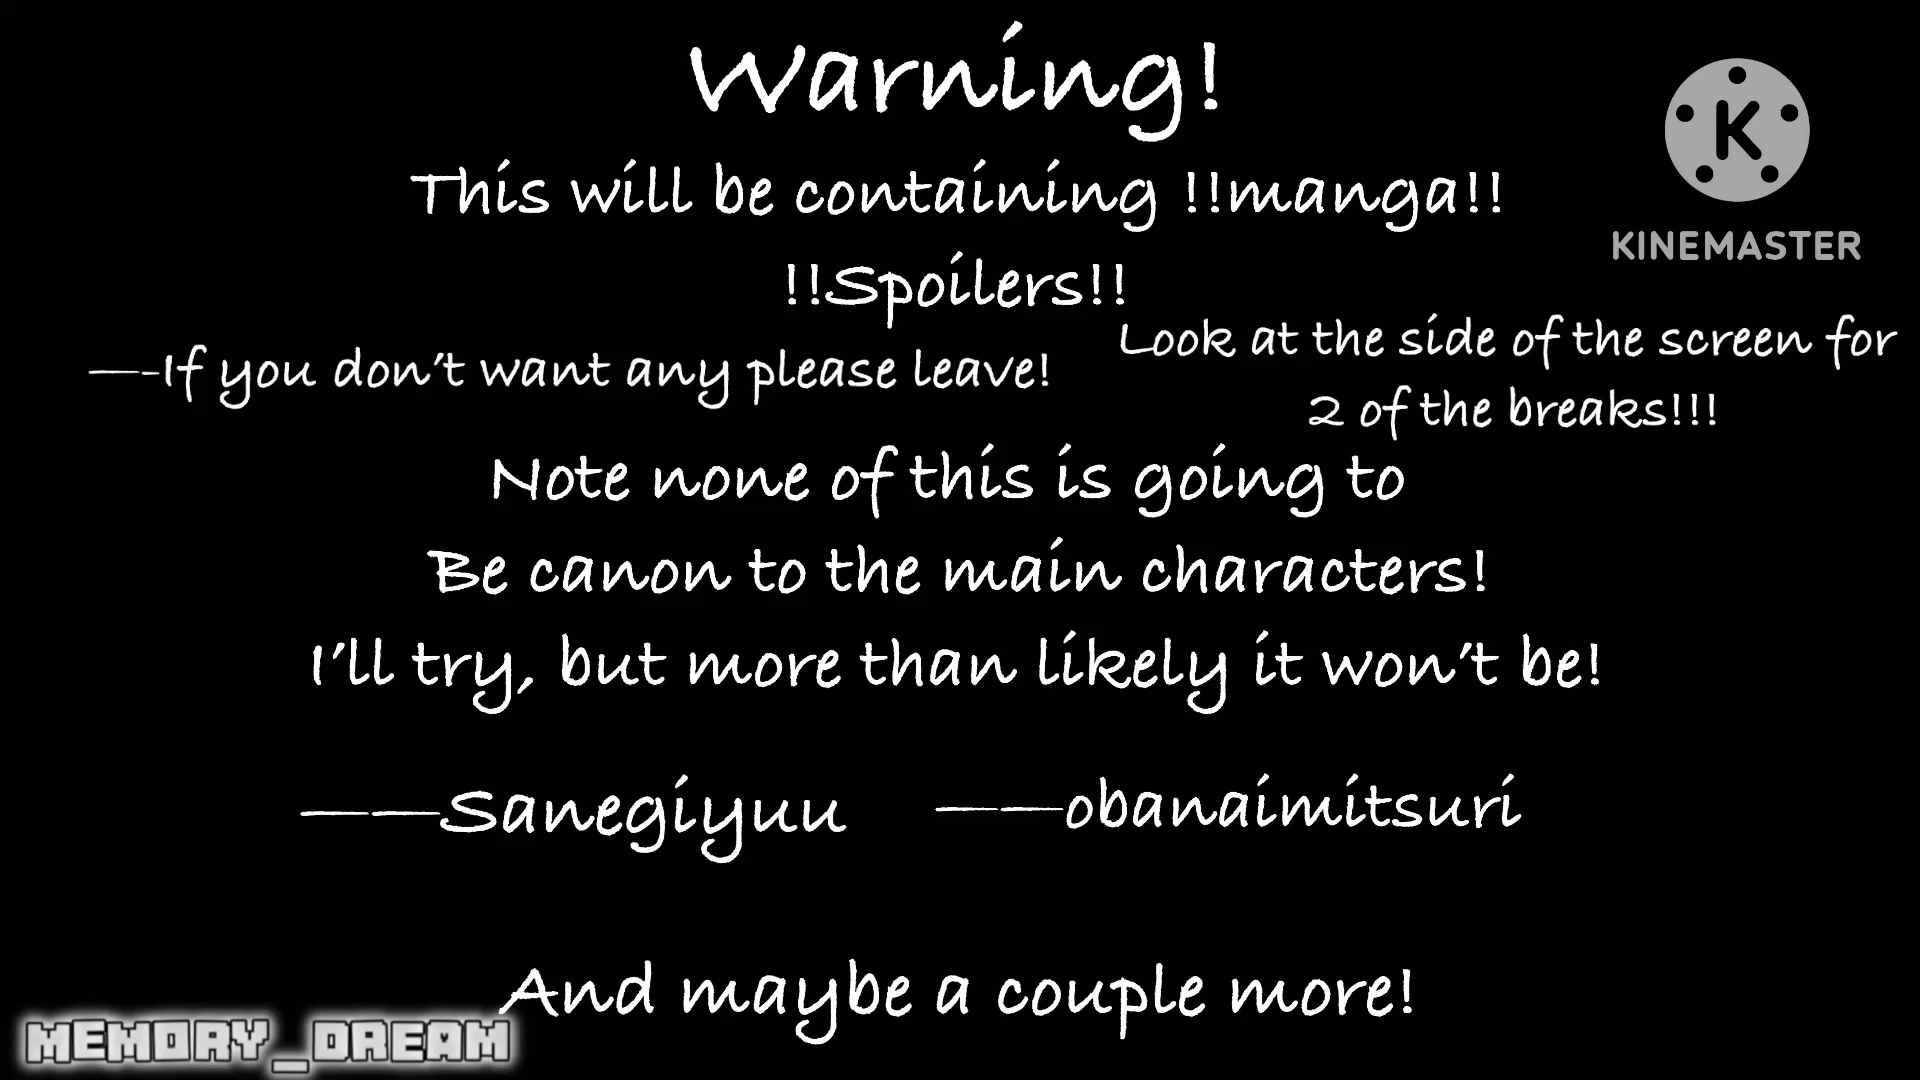 Warning!
This will be containing !!manga!!
!!Spoilers!!
—-If you don't want any please leave!
Look at the side of the screen for
2 of the breaks!!!
Note none of this is going to
Be canon to the main characters!
I'll try, but more than likely it won't be!
——Sanegiyuu
——obanaimitsuri
And maybe a couple more!
MEMORY_DREAM
K
KINEMASTER